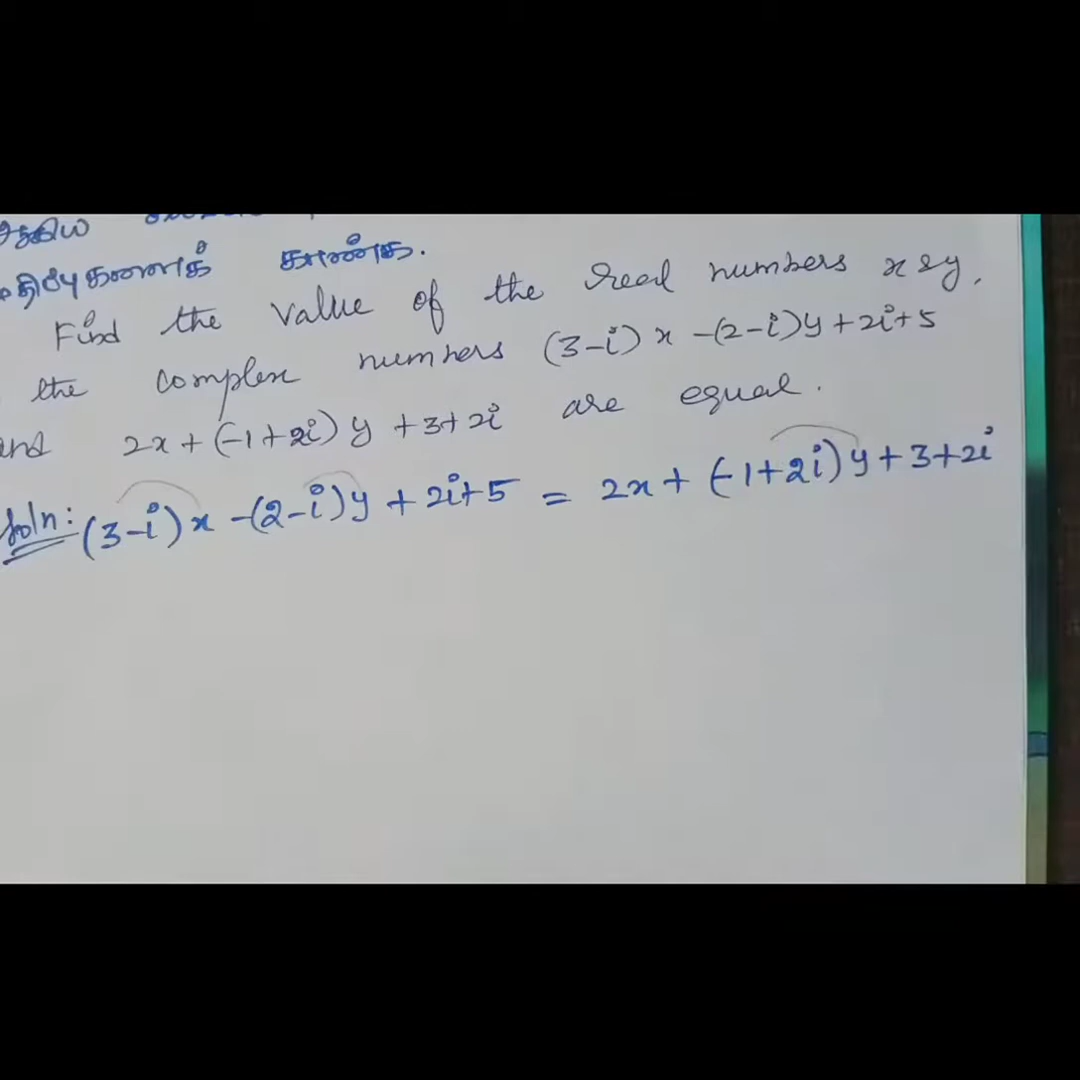 காண்க.
Find the value of the real numbers x & y,
the complex numbers (3-i)x -(2-i)y+2i+5
and 2x+(-1+2i)y+3+2i are equal.
Soln: (3-i)x -(2-i)y + 2i+5 = 2x+ (-1+2i)y+3+2i